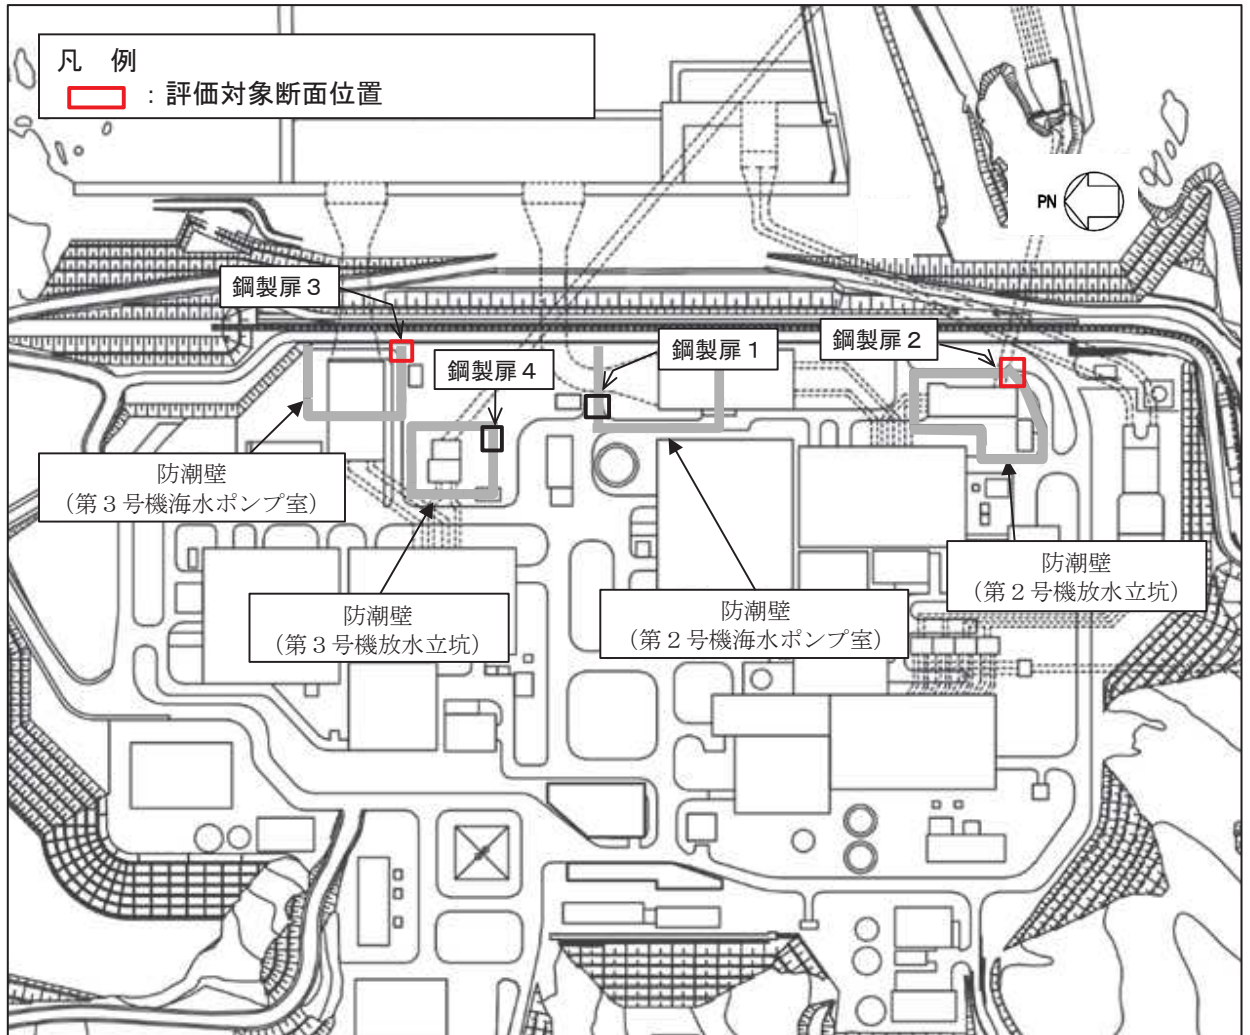 凡 例
：評価対象断面位置
PN
鋼製扉３
鋼製扉１
鋼製扉２
鋼製扉４
防潮壁
（第３号機海水ポンプ室）
防潮壁
（第３号機放水立坑）
防潮壁
（第２号機海水ポンプ室）
防潮壁
（第２号機放水立坑）